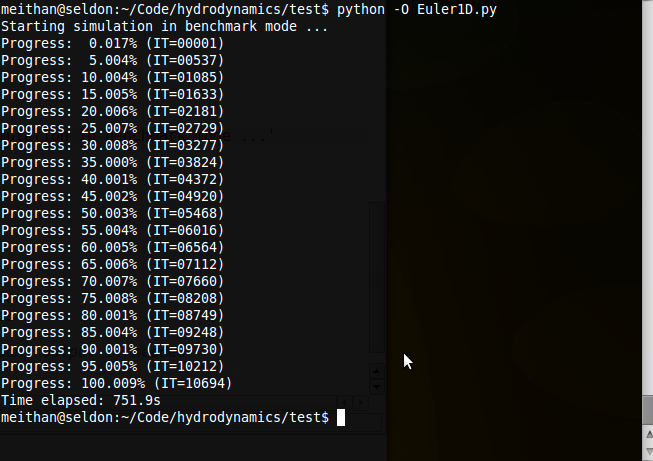 meithan@seldon:~/Code/hydrodynamics/test$ python -O Euler1D.py
Starting simulation in benchmark mode ...
Progress:  0.017% (IT=00001)
Progress:  5.004% (IT=00537)
Progress: 10.004% (IT=01085)
Progress: 15.005% (IT=01633)
Progress: 20.006% (IT=02181)
Progress: 25.007% (IT=02729)
Progress: 30.008% (IT=03277)
Progress: 35.000% (IT=03824)
Progress: 40.001% (IT=04372)
Progress: 45.002% (IT=04920)
Progress: 50.003% (IT=05468)
Progress: 55.004% (IT=06016)
Progress: 60.005% (IT=06564)
Progress: 65.006% (IT=07112)
Progress: 70.007% (IT=07660)
Progress: 75.008% (IT=08208)
Progress: 80.001% (IT=08749)
Progress: 85.004% (IT=09248)
Progress: 90.001% (IT=09730)
Progress: 95.005% (IT=10212)
Progress: 100.009% (IT=10694)
Time elapsed: 751.9s
meithan@seldon:~/Code/hydrodynamics/test$